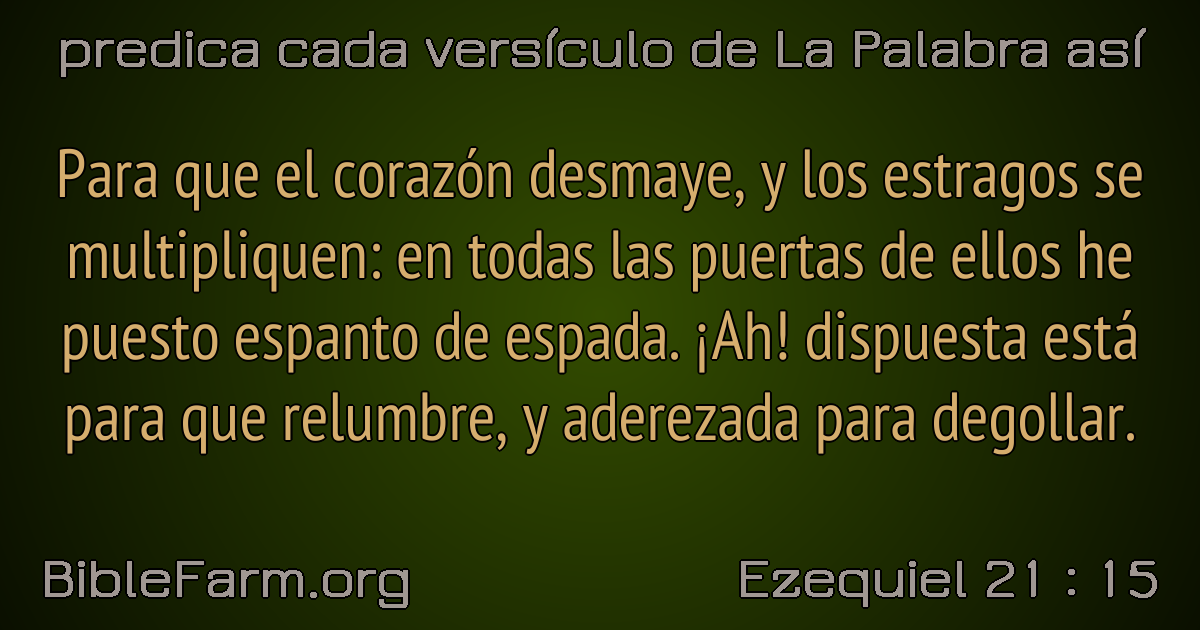 predica cada versículo de La Palabra así
Para que el corazón desmaye, y los estragos se
multipliquen: en todas las puertas de ellos he
puesto espanto de espada. ¡Ah! dispuesta está
para que relumbre, y aderezada para degollar.
BibleFarm.org
Ezequiel 21 : 15